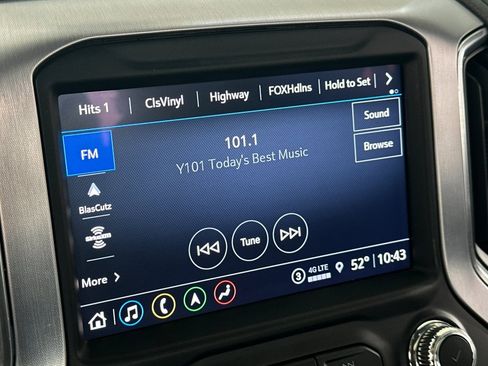 Hits 1 ClsVinyl Highway FOXHdlns Hold to Set
FM
101.1
Y101 Today's Best Music
Sound
Browse
BlasCutz
SiriusXM
Tune
More
3 4G LTE 52° 10:43